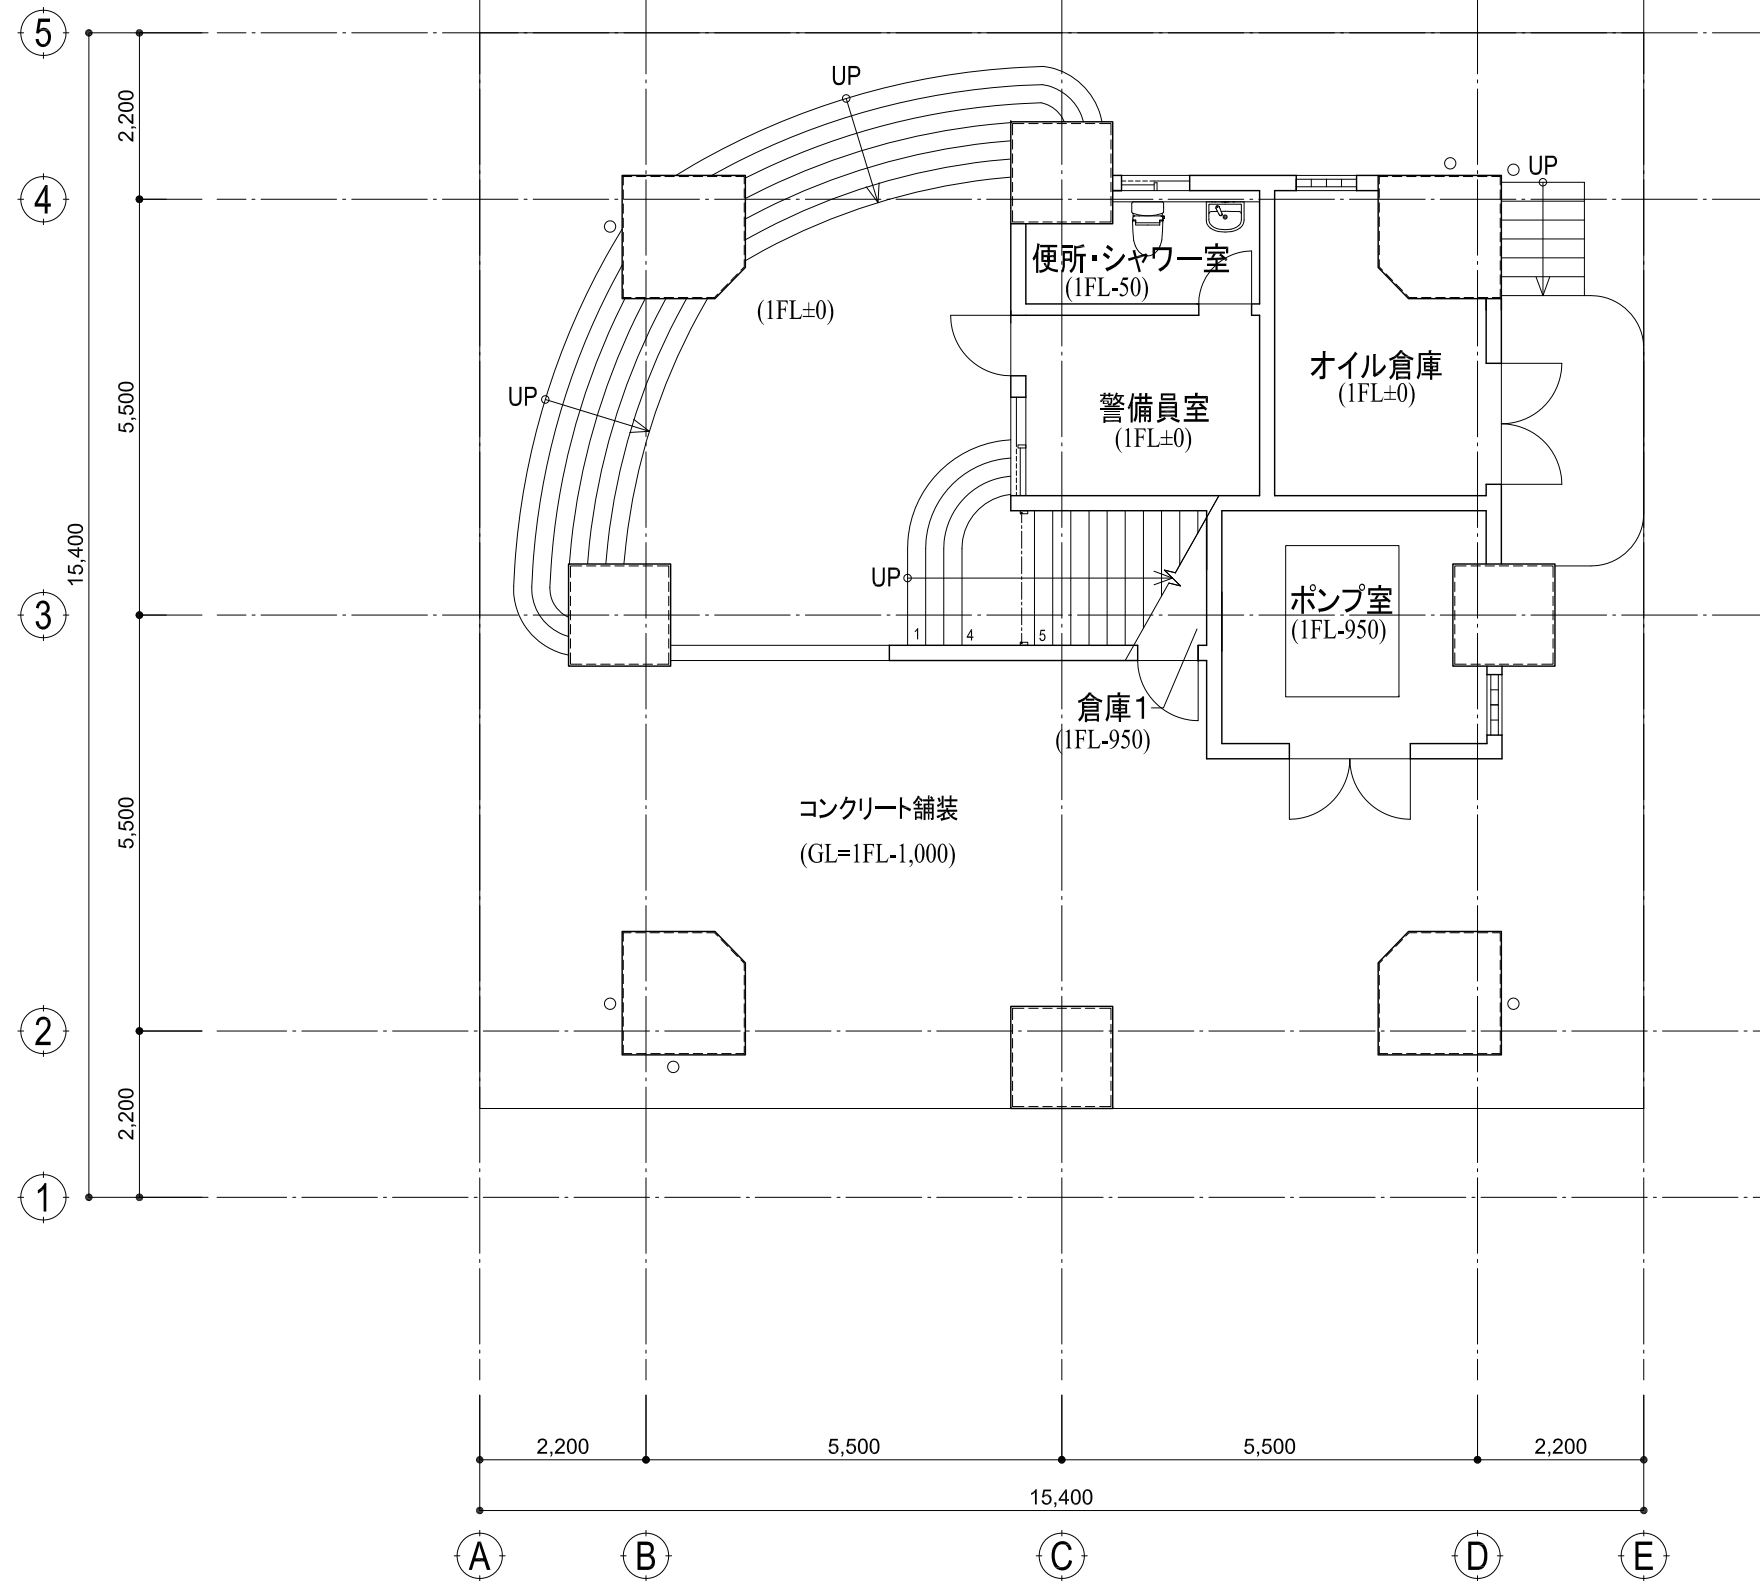 5
4
3
2
1
2,200
5,500
5,500
2,200
15,400
UP
UP
便所・シャワー室
(1FL-50)
(1FL±0)
オイル倉庫
(1FL±0)
UP
警備員室
(1FL±0)
UP
1
4
5
ポンプ室
(1FL-950)
倉庫1
(1FL-950)
コンクリート舗装
(GL=1FL-1,000)
2,200
5,500
5,500
2,200
15,400
A
B
C
D
E